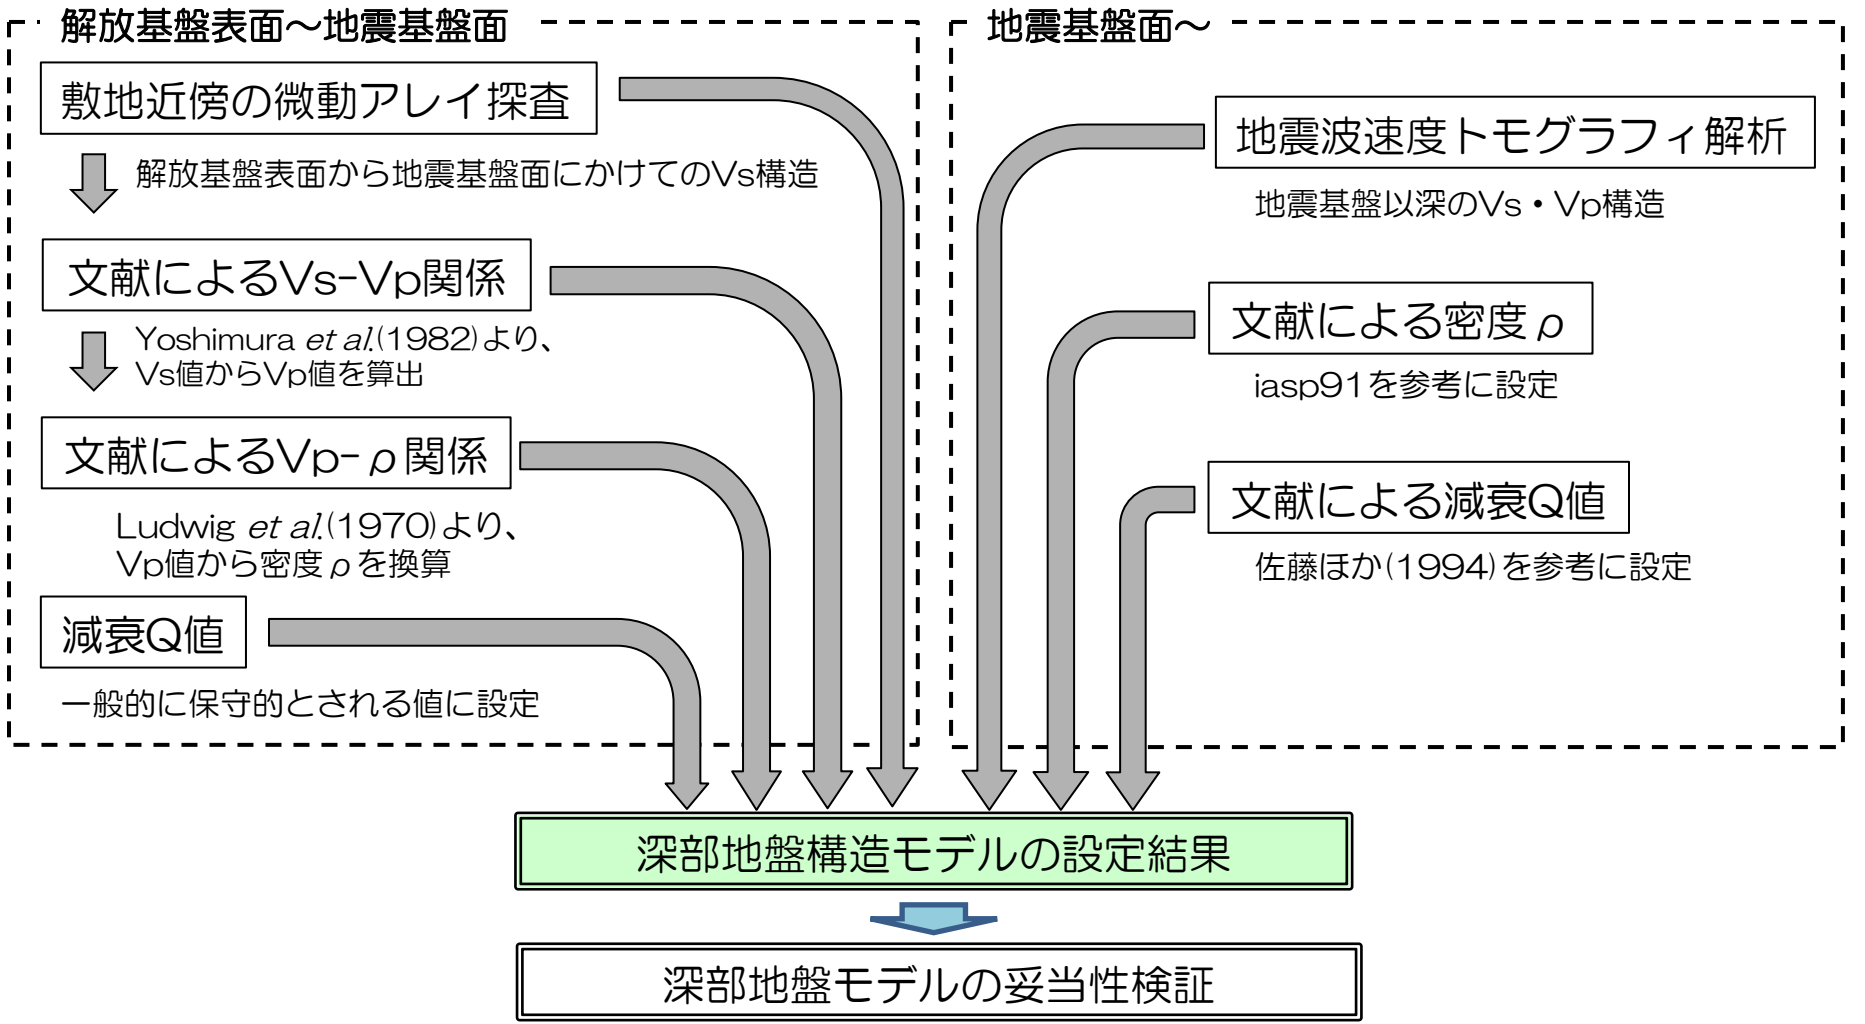 解放基盤表面～地震基盤面
敷地近傍の微動アレイ探査
解放基盤表面から地震基盤面にかけてのVs構造
文献によるVs-Vp関係
Yoshimura et al.(1982)より、
Vs値からVp値を算出
文献によるVp-ρ関係
Ludwig et al.(1970)より、
Vp値から密度ρを換算
減衰Q値
一般的に保守的とされる値に設定
地震基盤面～
地震波速度トモグラフィ解析
地震基盤以深のVs・Vp構造
文献による密度ρ
iasp91を参考に設定
文献による減衰Q値
佐藤ほか(1994)を参考に設定
深部地盤構造モデルの設定結果
深部地盤モデルの妥当性検証